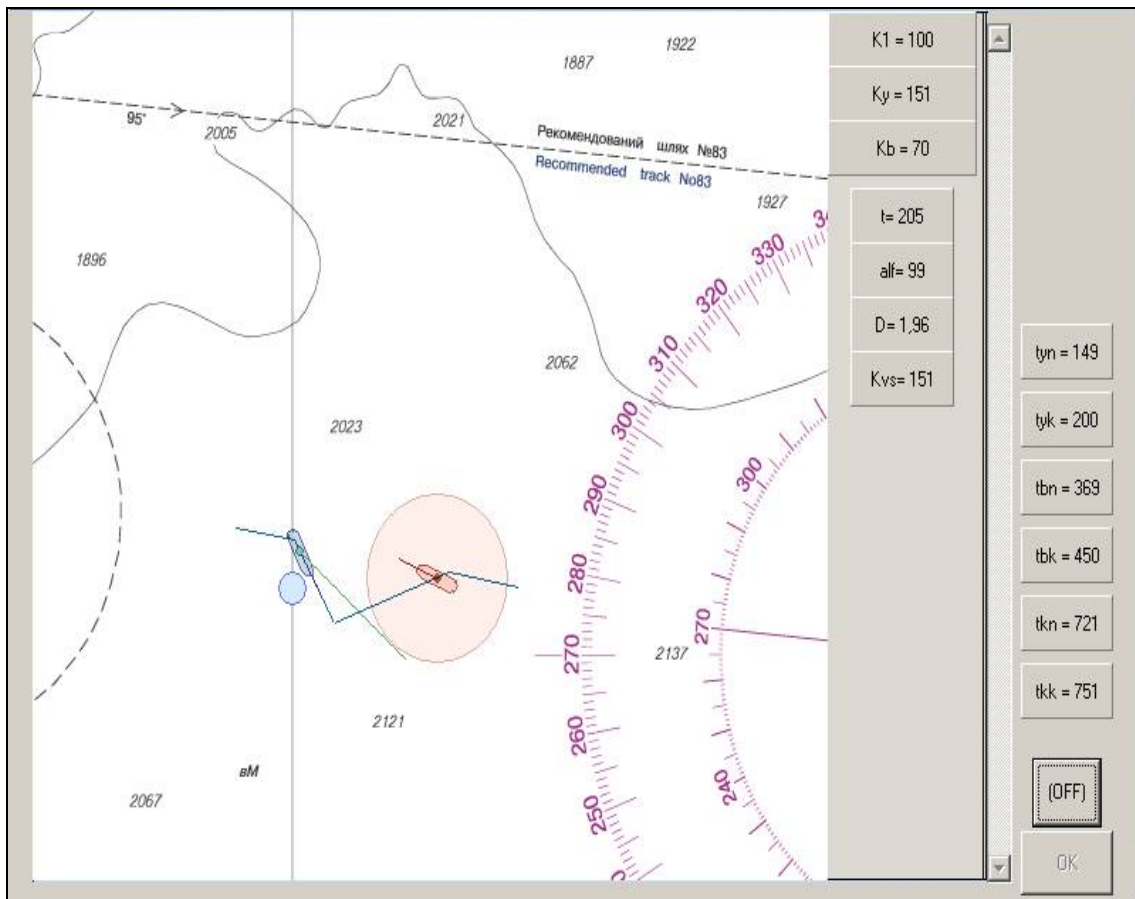 1922
1887
95°
2005
2021
Рекомендований шлях №83
Recommended track No83
1927
1896
330
320
310
2062
300
2023
290
300
280
270
270
2137
2121
260
вМ
2067
250
240
K1 = 100
Ky = 151
Kb = 70
t= 205
alf= 99
D= 1,96
Kvs= 151
tyn = 149
tyk = 200
tbn = 369
tbk = 450
tkn = 721
tkk = 751
(OFF)
OK